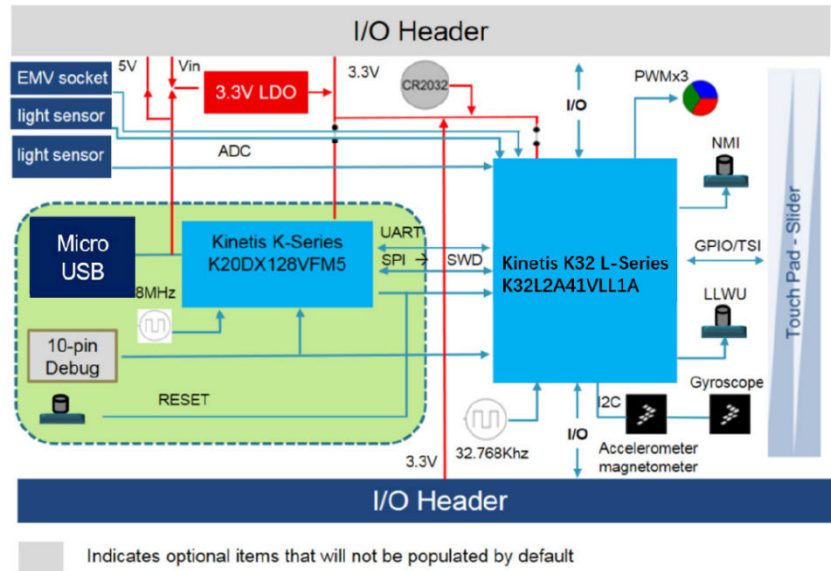 I/O Header
5V
Vin
3.3V
EMV socket
light sensor
light sensor
3.3V LDO
CR2032
I/O
PWMx3
ADC
NMI
Micro
USB
Kinetis K-Series
K20DX128VFM5
UART
SPI → SWD
Kinetis K32 L-Series
K32L2A41VLL1A
GPIO/TSI
Touch Pad - Slider
8MHz
LLWU
10-pin
Debug
RESET
32.768Khz
I2C
Gyroscope
I/O
Accelerometer
magnetometer
3.3V
I/O Header
Indicates optional items that will not be populated by default